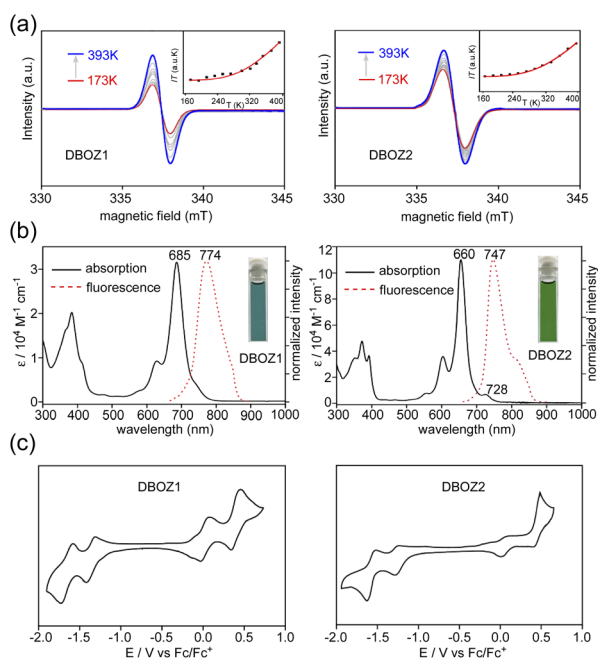 (a)
393K
173K
DBOZ1
Intensity (a.u.)
330 335 340 345
magnetic field (mT)
IT (a.u.K)
160 240 320 400
T (K)
393K
173K
DBOZ2
Intensity (a.u.)
330 335 340 345
magnetic field (mT)
IT (a.u.K)
160 240 320 400
T (K)
(b)
685 774
absorption
fluorescence
DBOZ1
ε / 10⁴ M⁻¹ cm⁻¹
normalized intensity
3
2
1
0
300 400 500 600 700 800 900 1000
wavelength (nm)
660 747
absorption
fluorescence
DBOZ2
728
ε / 10⁴ M⁻¹ cm⁻¹
normalized intensity
12
10
8
6
4
2
0
300 400 500 600 700 800 900 1000
wavelength (nm)
(c)
DBOZ1
-2.0 -1.5 -1.0 -0.5 0.0 0.5 1.0
E / V vs Fc/Fc⁺
DBOZ2
-2.0 -1.5 -1.0 -0.5 0.0 0.5 1.0
E / V vs Fc/Fc⁺